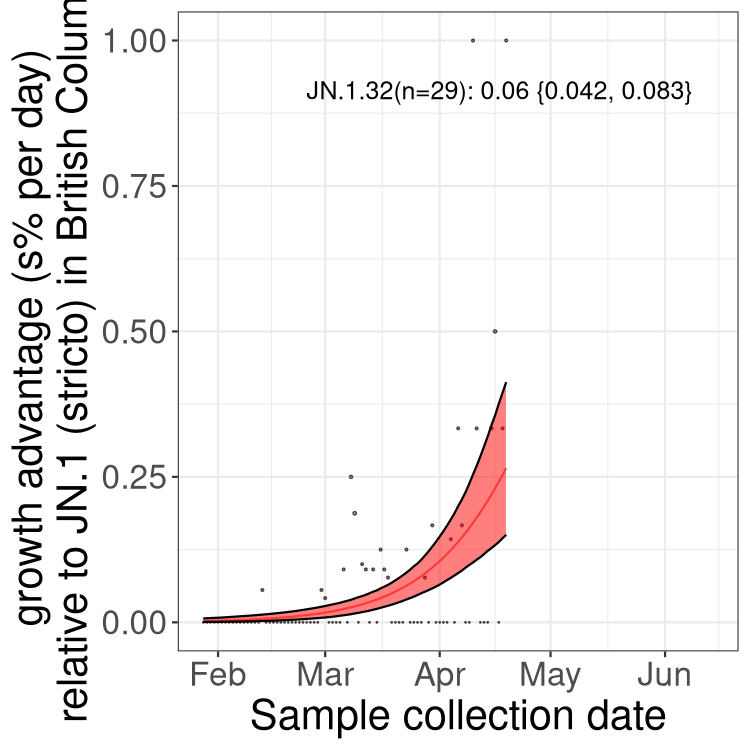 growth advantage (s% per day)
relative to JN.1 (stricto) in British Colum
1.00
0.75
0.50
0.25
0.00
JN.1.32(n=29): 0.06 {0.042, 0.083}
Feb Mar Apr May Jun
Sample collection date